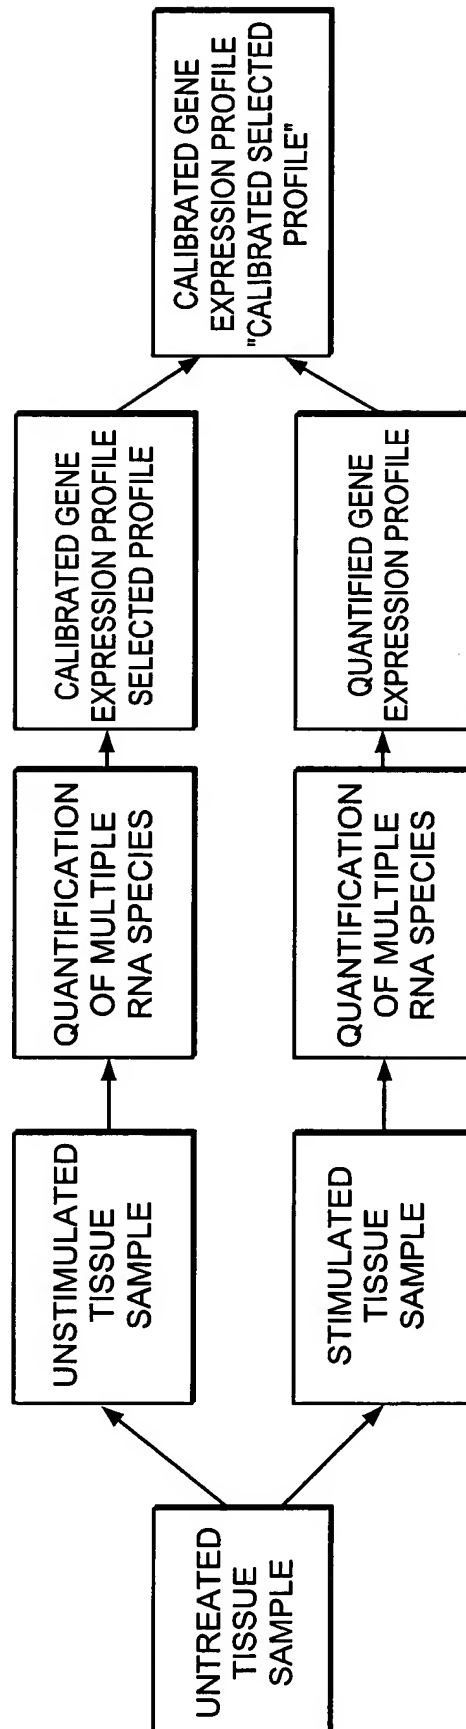 UNTREATED
TISSUE
SAMPLE
UNSTIMULATED
TISSUE
SAMPLE
QUANTIFICATION
OF MULTIPLE
RNA SPECIES
CALIBRATED GENE
EXPRESSION PROFILE
SELECTED PROFILE
STIMULATED
TISSUE
SAMPLE
QUANTIFICATION
OF MULTIPLE
RNA SPECIES
QUANTIFIED GENE
EXPRESSION PROFILE
CALIBRATED GENE
EXPRESSION PROFILE
"CALIBRATED SELECTED
PROFILE"